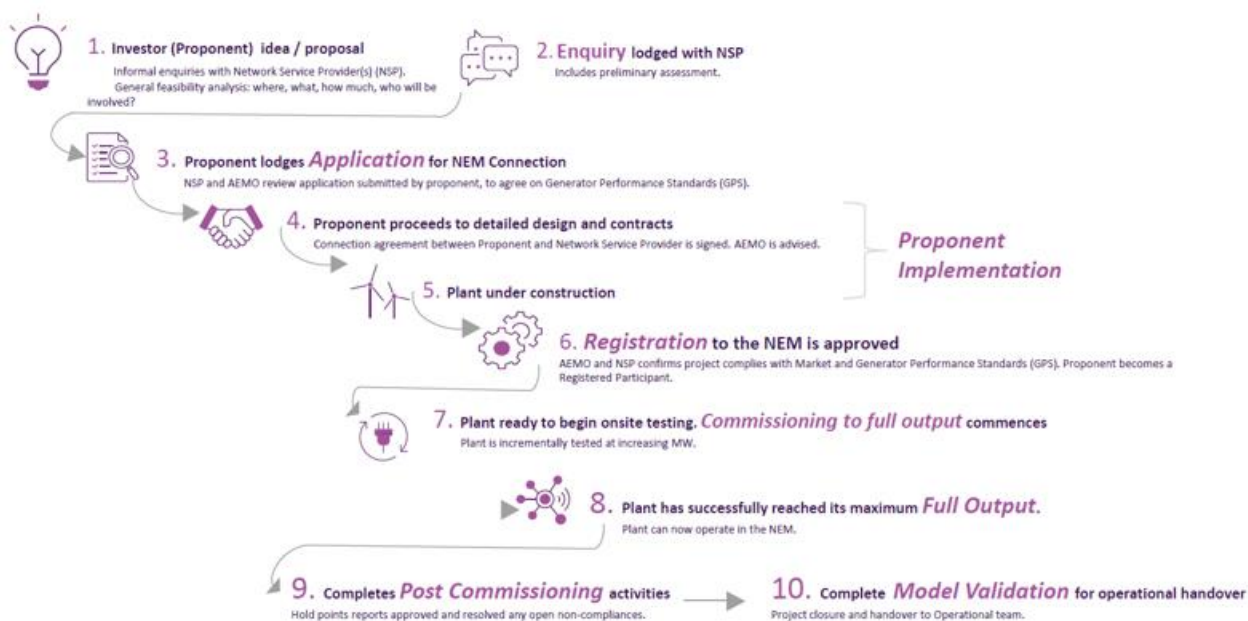 1. Investor (Proponent) idea / proposal
Informal enquiries with Network Service Provider(s) (NSP).
General feasibility analysis: where, what, how much, who will be
involved?
2. Enquiry lodged with NSP
Includes preliminary assessment.
3. Proponent lodges Application for NEM Connection
NSP and AEMO review application submitted by proponent, to agree on Generator Performance Standards (GPS).
4. Proponent proceeds to detailed design and contracts
Connection agreement between Proponent and Network Service Provider is signed. AEMO is advised.
Proponent
Implementation
5. Plant under construction
6. Registration to the NEM is approved
AEMO and NSP confirms project complies with Market and Generator Performance Standards (GPS). Proponent becomes a
Registered Participant.
7. Plant ready to begin onsite testing. Commissioning to full output commences
Plant is incrementally tested at increasing MW.
8. Plant has successfully reached its maximum Full Output.
Plant can now operate in the NEM.
9. Completes Post Commissioning activities
Hold points reports approved and resolved any open non-compliances.
10. Complete Model Validation for operational handover
Project closure and handover to Operational team.